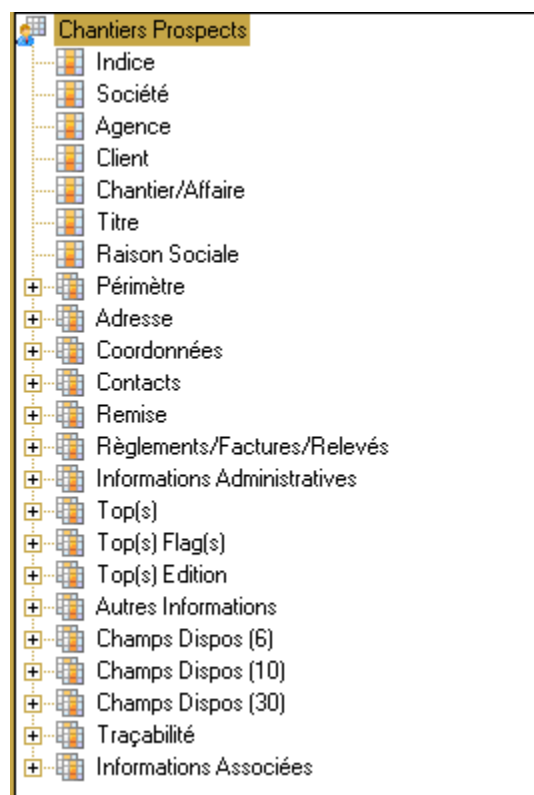 Chantiers Prospects
Indice
Société
Agence
Client
Chantier/Affaire
Titre
Raison Sociale
Périmètre
Adresse
Coordonnées
Contacts
Remise
Règlements/Factures/Relevés
Informations Administratives
Top(s)
Top(s) Flag(s)
Top(s) Edition
Autres Informations
Champs Dispos (6)
Champs Dispos (10)
Champs Dispos (30)
Traçabilité
Informations Associées